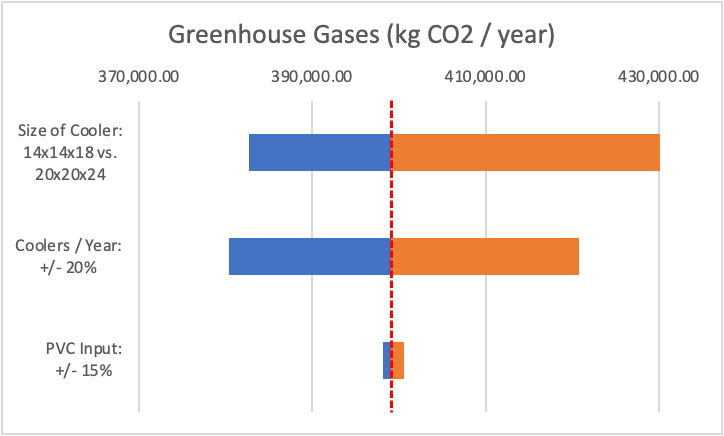 Greenhouse Gases (kg CO2 / year)
370,000.00 390,000.00 410,000.00 430,000.00
Size of Cooler:
14x14x18 vs.
20x20x24
Coolers / Year:
+/- 20%
PVC Input:
+/- 15%